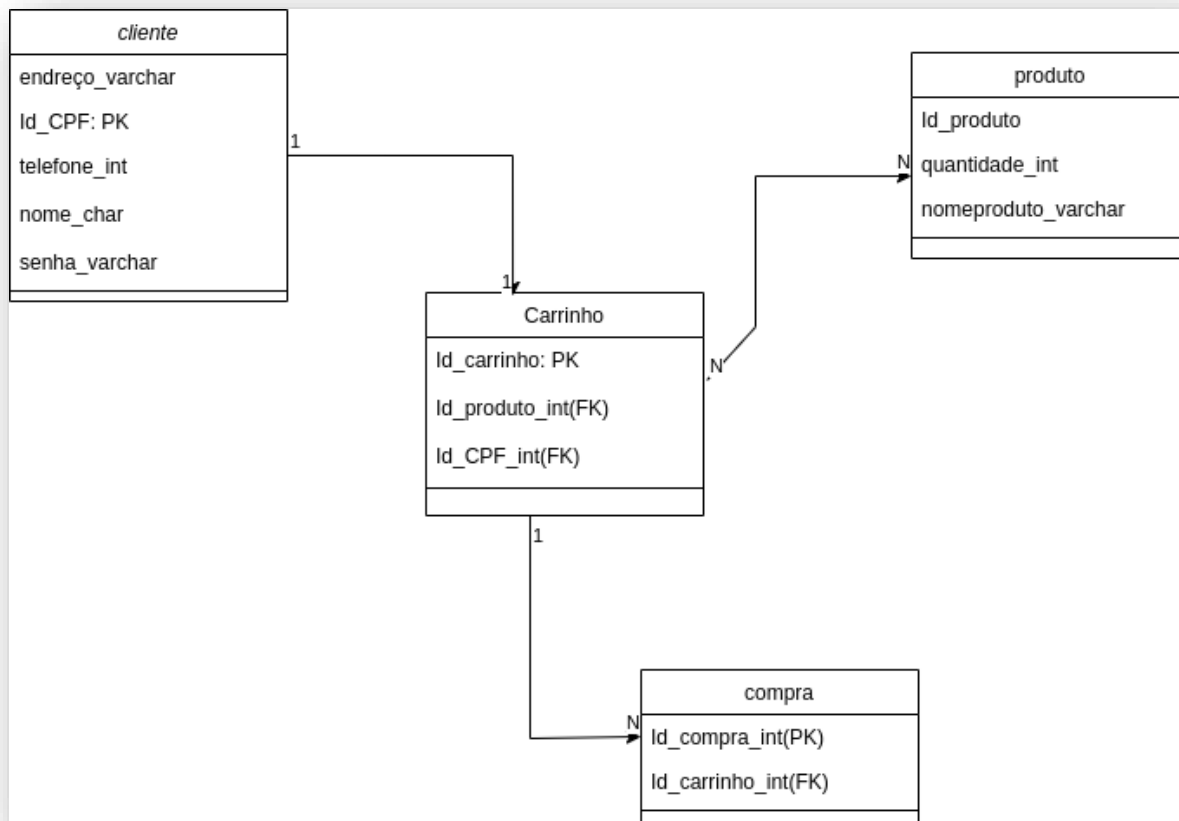 cliente
endreço_varchar
Id_CPF: PK
telefone_int
nome_char
senha_varchar
1
1
produto
Id_produto
quantidade_int
nomeproduto_varchar
N
N
Carrinho
Id_carrinho: PK
Id_produto_int(FK)
Id_CPF_int(FK)
1
N
compra
Id_compra_int(PK)
Id_carrinho_int(FK)